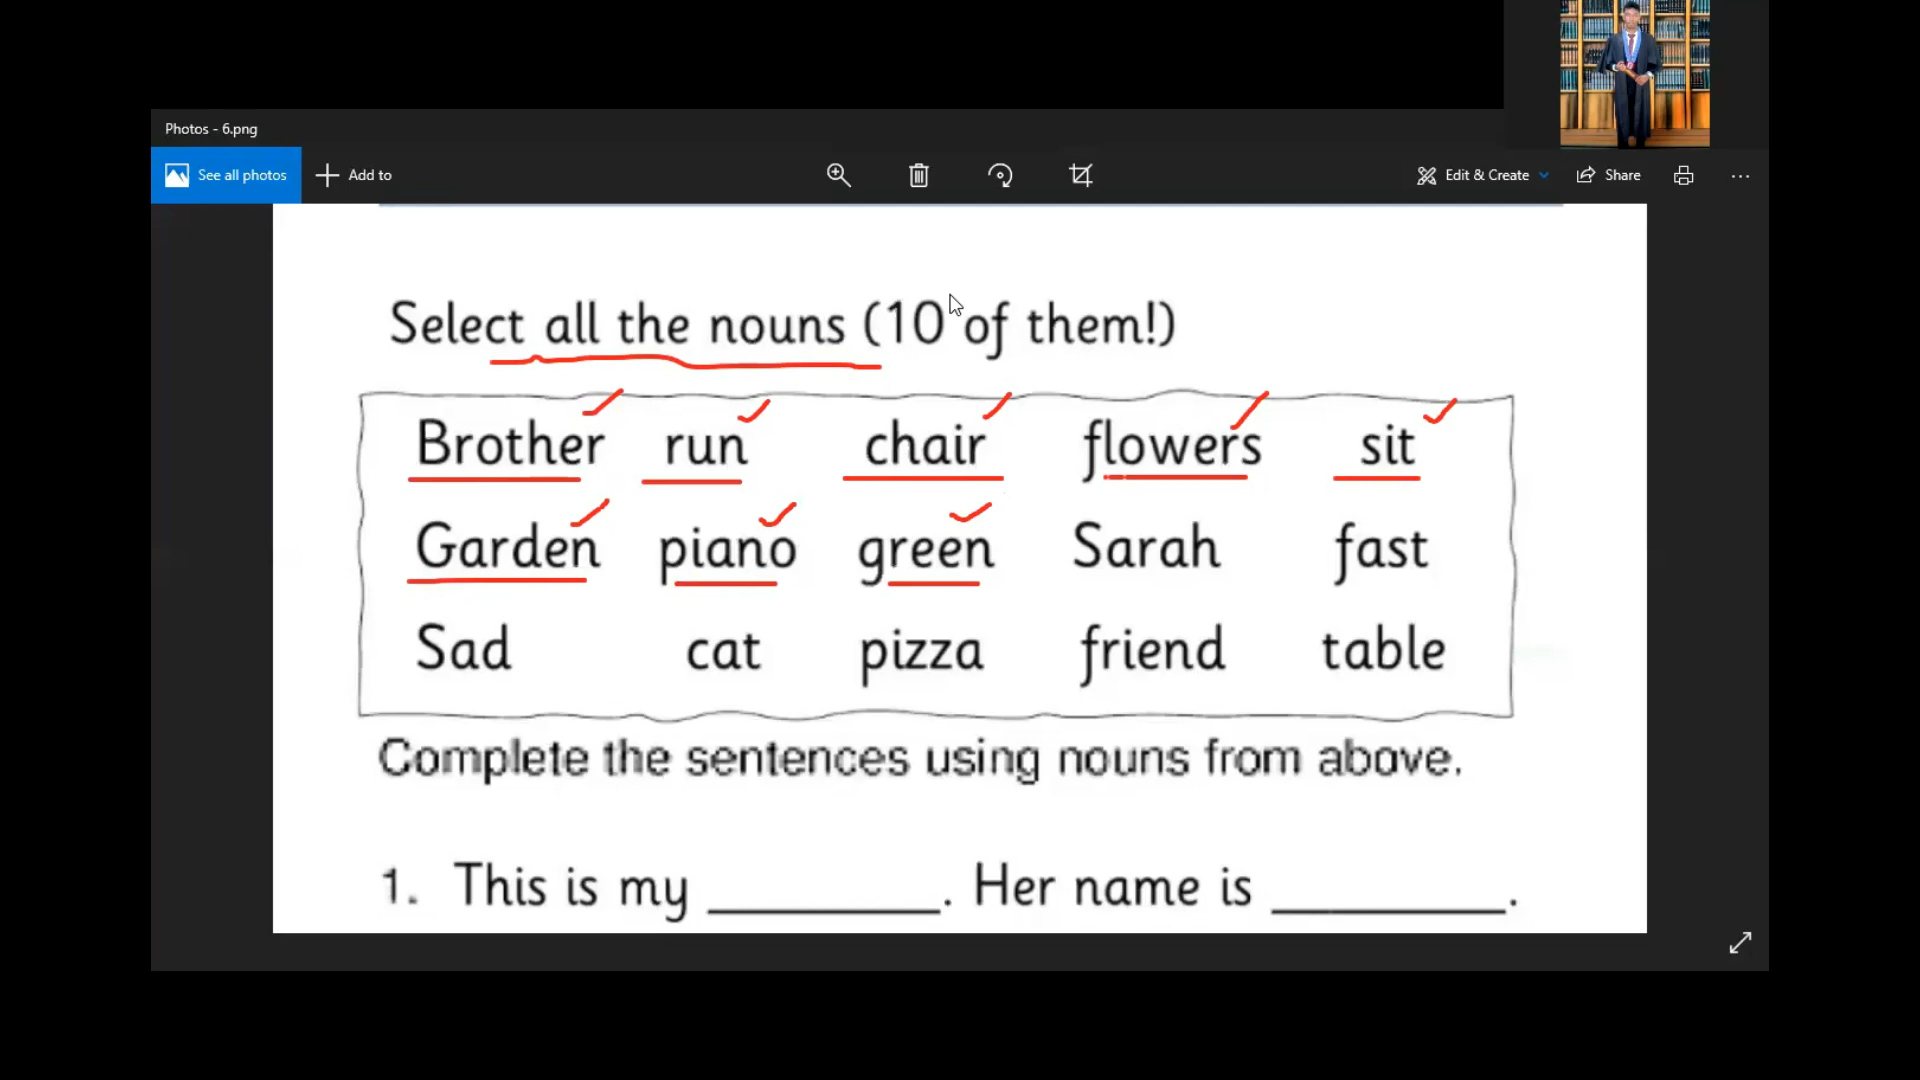 Photos - 6.png
See all photos Add to Edit & Create Share
Select all the nouns (10 of them!)
Brother run chair flowers sit
Garden piano green Sarah fast
Sad cat pizza friend table
Complete the sentences using nouns from above.
1. This is my _________. Her name is _________.